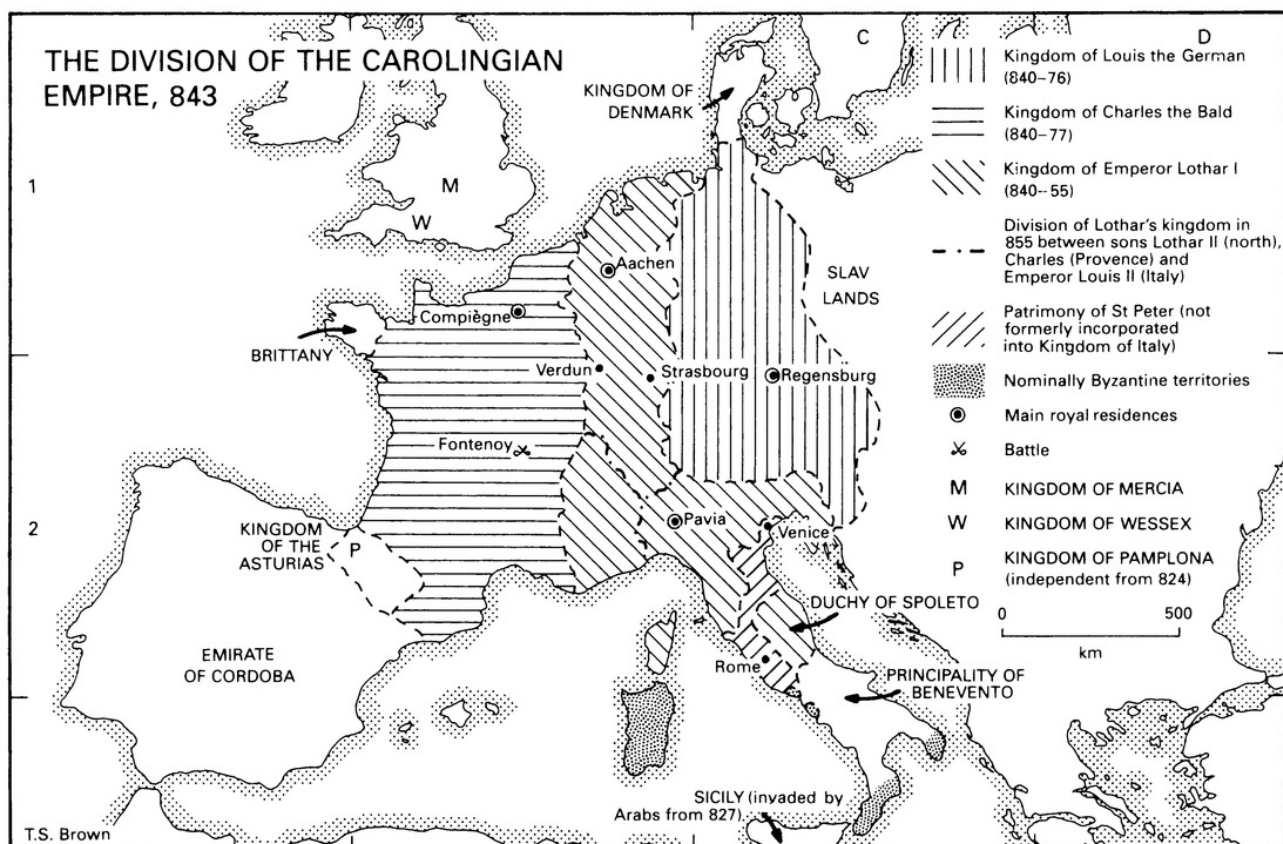 THE DIVISION OF THE CAROLINGIAN
EMPIRE, 843
C
D
1
2
KINGDOM OF
DENMARK
M
W
Aachen
SLAV
LANDS
Compiègne
BRITTANY
Verdun
Strasbourg
Regensburg
Fontenoy
KINGDOM
OF THE
ASTURIAS
P
Pavia
Venice
DUCHY OF SPOLETO
EMIRATE
OF CORDOBA
Rome
PRINCIPALITY OF
BENEVENTO
SICILY (invaded by
Arabs from 827)
T.S. Brown
Kingdom of Louis the German
(840–76)
Kingdom of Charles the Bald
(840–77)
Kingdom of Emperor Lothar I
(840--55)
Division of Lothar's kingdom in
855 between sons Lothar II (north),
Charles (Provence) and
Emperor Louis II (Italy)
Patrimony of St Peter (not
formerly incorporated
into Kingdom of Italy)
Nominally Byzantine territories
Main royal residences
Battle
M KINGDOM OF MERCIA
W KINGDOM OF WESSEX
P KINGDOM OF PAMPLONA
(independent from 824)
0 500
km